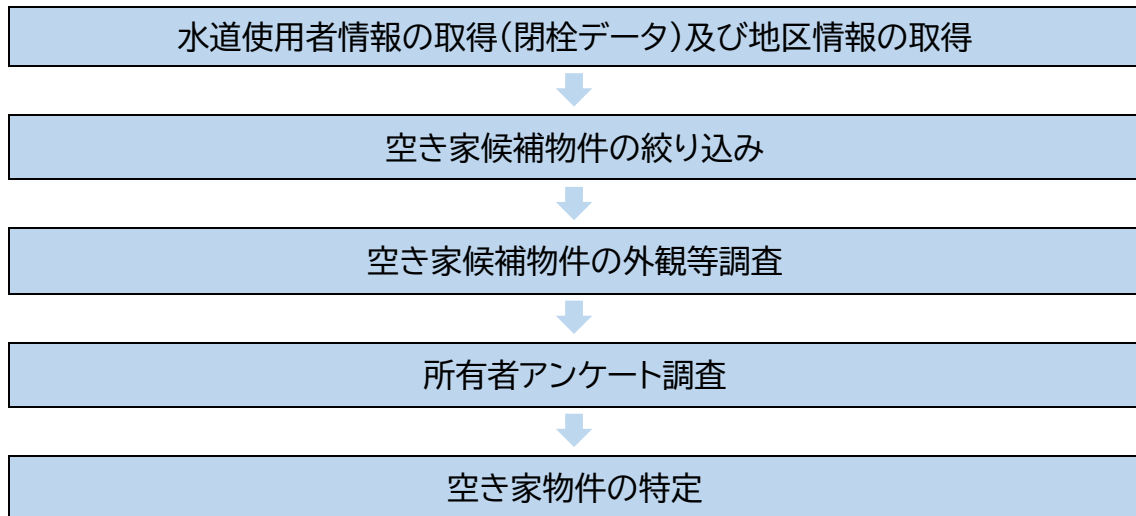 水道使用者情報の取得(閉栓データ)及び地区情報の取得
空き家候補物件の絞り込み
空き家候補物件の外観等調査
所有者アンケート調査
空き家物件の特定